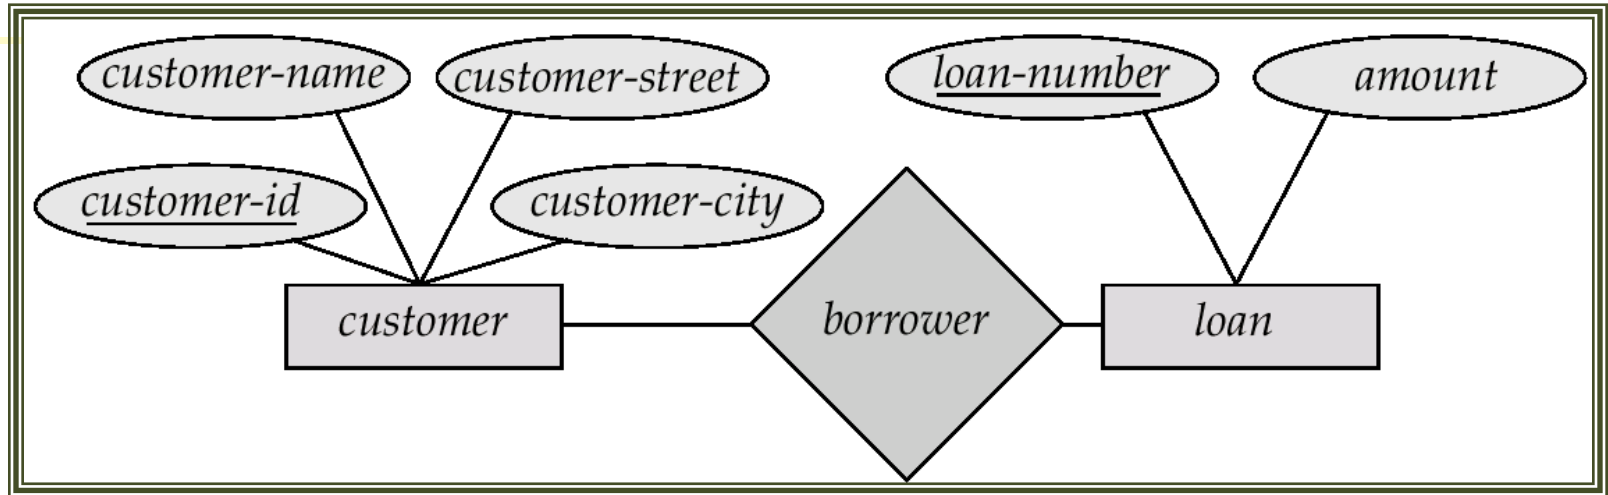 customer-name
customer-street
loan-number
amount
customer-id
customer-city
customer
borrower
loan